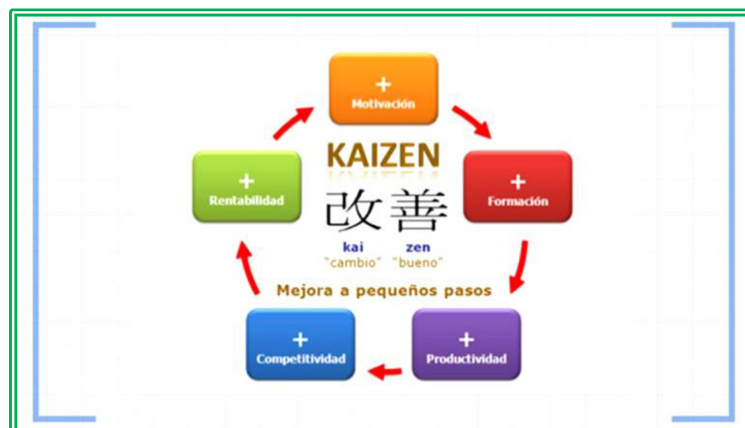 +
Motivación
KAIZEN
+
Rentabilidad
+
Formación
改善
kai zen
"cambio" "bueno"
Mejora a pequeños pasos
+
Competitividad
+
Productividad